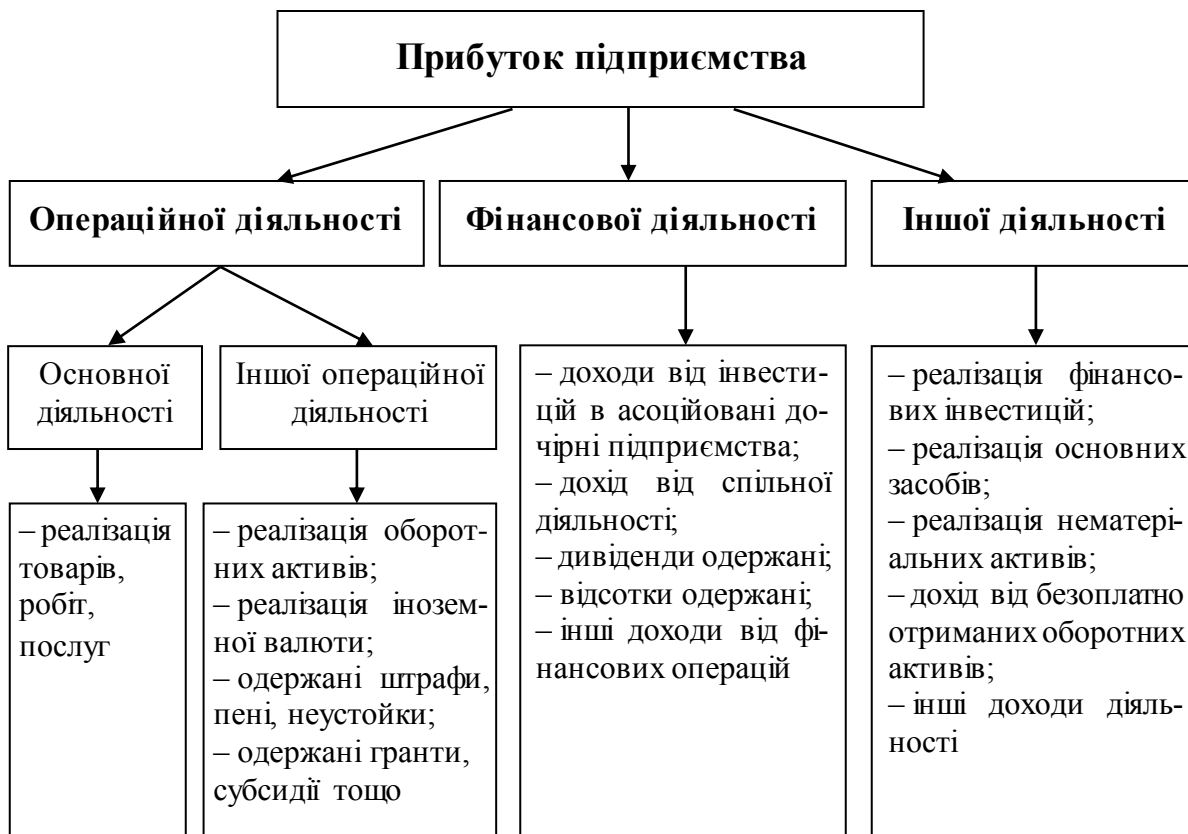 Прибуток підприємства
Операційної діяльності
Фінансової діяльності
Іншої діяльності
Основної
діяльності
Іншої операційної
діяльності
– реалізація
товарів,
робіт,
послуг
– реалізація оборот-
них активів;
– реалізація інозем-
ної валюти;
– одержані штрафи,
пені, неустойки;
– одержані гранти,
субсидії тощо
– доходи від інвести-
цій в асоційовані до-
чірні підприємства;
– дохід від спільної
діяльності;
– дивіденди одержані;
– відсотки одержані;
– інші доходи від фі-
нансових операцій
– реалізація фінансо-
вих інвестицій;
– реалізація основних
засобів;
– реалізація нематері-
альних активів;
– дохід від безоплатно
отриманих оборотних
активів;
– інші доходи діяль-
ності